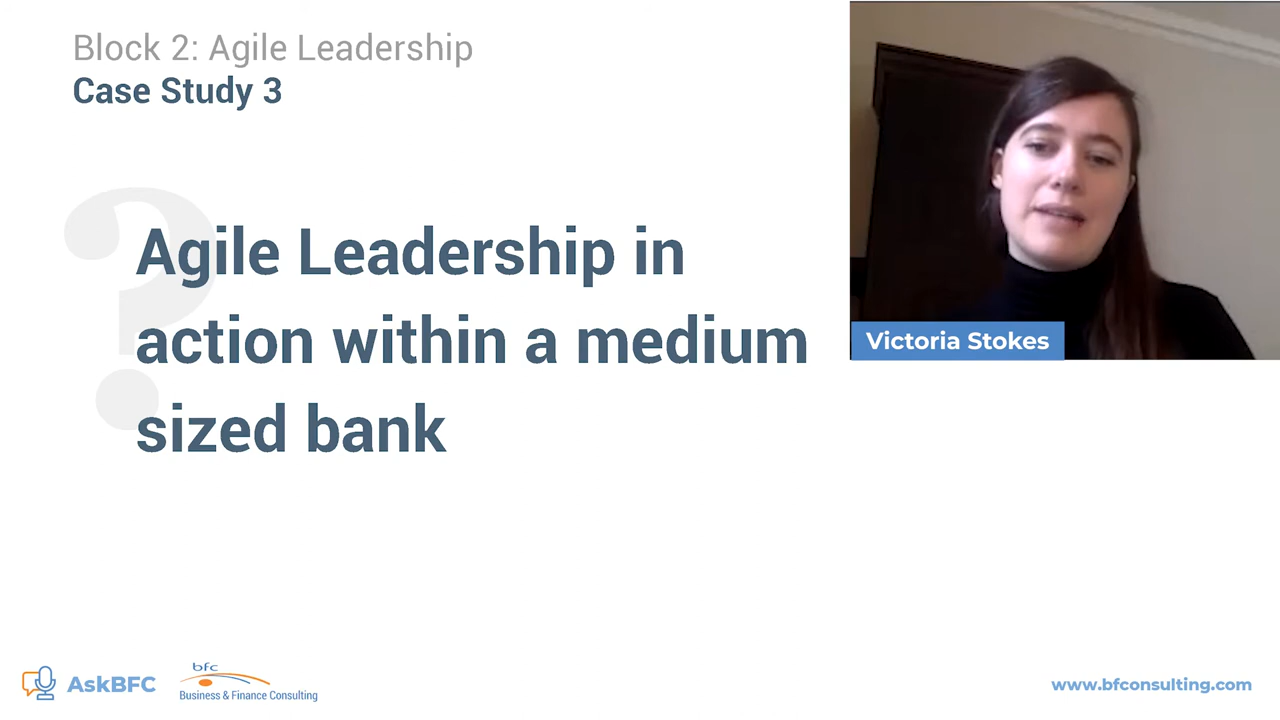 Block 2: Agile Leadership
Case Study 3
?
Agile Leadership in
action within a medium
sized bank
Victoria Stokes
AskBFC
bfc
Business & Finance Consulting
www.bfconsulting.com